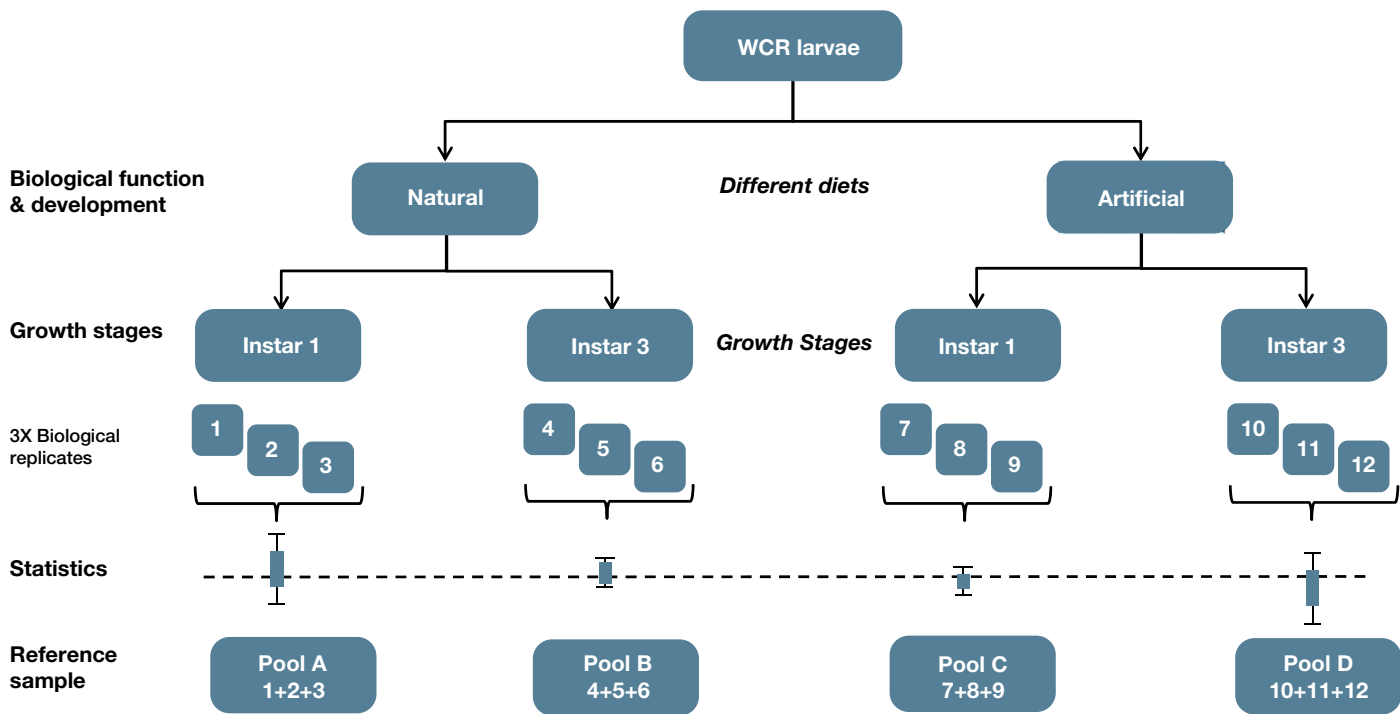 WCR larvae
Biological function
& development
Natural
Different diets
Artificial
Growth stages
Instar 1
Instar 3
Growth Stages
Instar 1
Instar 3
3X Biological
replicates
1
2
3
4
5
6
7
8
9
10
11
12
Statistics
Reference
sample
Pool A
1+2+3
Pool B
4+5+6
Pool C
7+8+9
Pool D
10+11+12